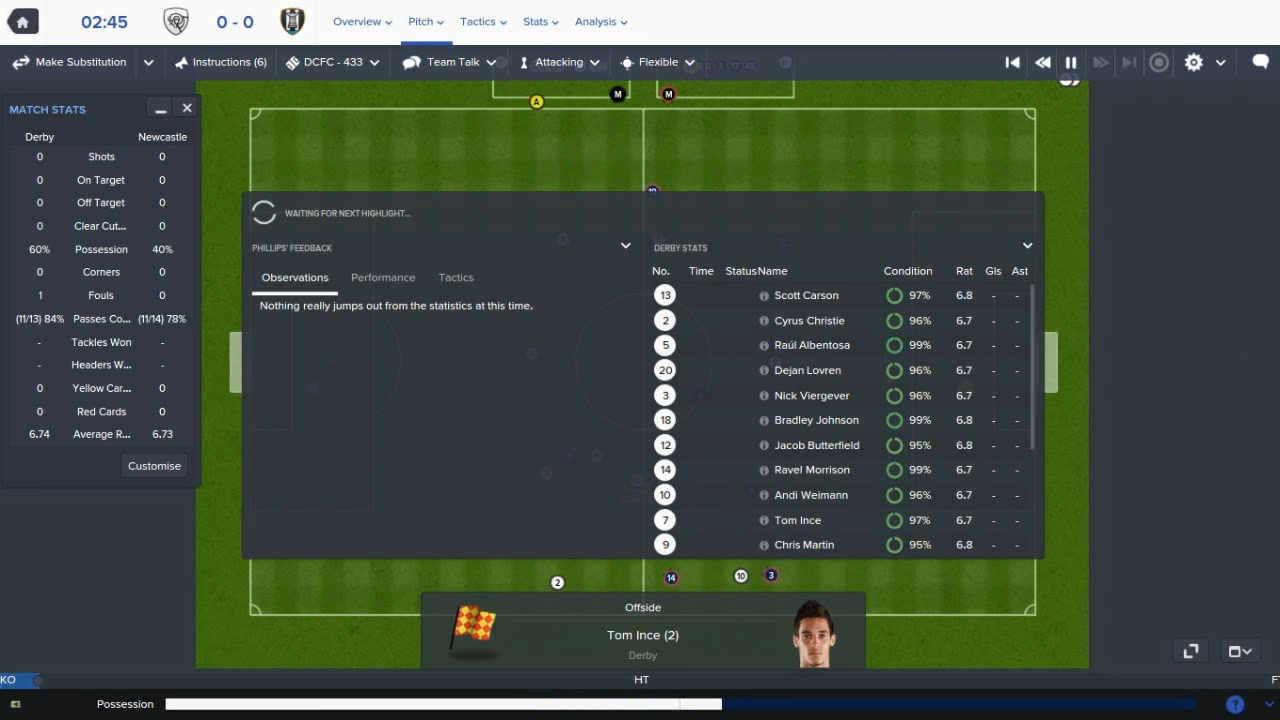 02:45
0 - 0
Overview
Pitch
Tactics
Stats
Analysis
Make Substitution
Instructions (6)
DCFC - 433
Team Talk
Attacking
Flexible
MATCH STATS
Derby Newcastle
0 Shots 0
0 On Target 0
0 Off Target 0
0 Clear Cut... 0
60% Possession 40%
0 Corners 0
1 Fouls 0
(11/13) 84% Passes Co... (11/14) 78%
- Tackles Won -
- Headers W... -
0 Yellow Car... 0
0 Red Cards 0
6.74 Average R... 6.73
Customise
A
M
M
WAITING FOR NEXT HIGHLIGHT...
PHILLIPS' FEEDBACK
Observations Performance Tactics
Nothing really jumps out from the statistics at this time.
DERBY STATS
No. Time Status Name Condition Rat Gls Ast
13 Scott Carson 97% 6.8 - -
2 Cyrus Christie 96% 6.7 - -
5 Raúl Albentosa 99% 6.7 - -
20 Dejan Lovren 96% 6.7 - -
3 Nick Viergever 96% 6.7 - -
18 Bradley Johnson 99% 6.8 - -
12 Jacob Butterfield 95% 6.8 - -
14 Ravel Morrison 99% 6.7 - -
10 Andi Weimann 96% 6.7 - -
7 Tom Ince 97% 6.7 - -
9 Chris Martin 95% 6.8 - -
2
14
10
3
Offside
Tom Ince (2)
Derby
KO
HT
Possession
?